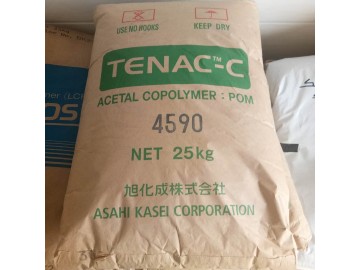 USE NO HOOKS
KEEP DRY
TENAC™-C
ACETAL COPOLYMER : POM
4590
NET 25kg
旭化成株式会社
ASAHI KASEI CORPORATION